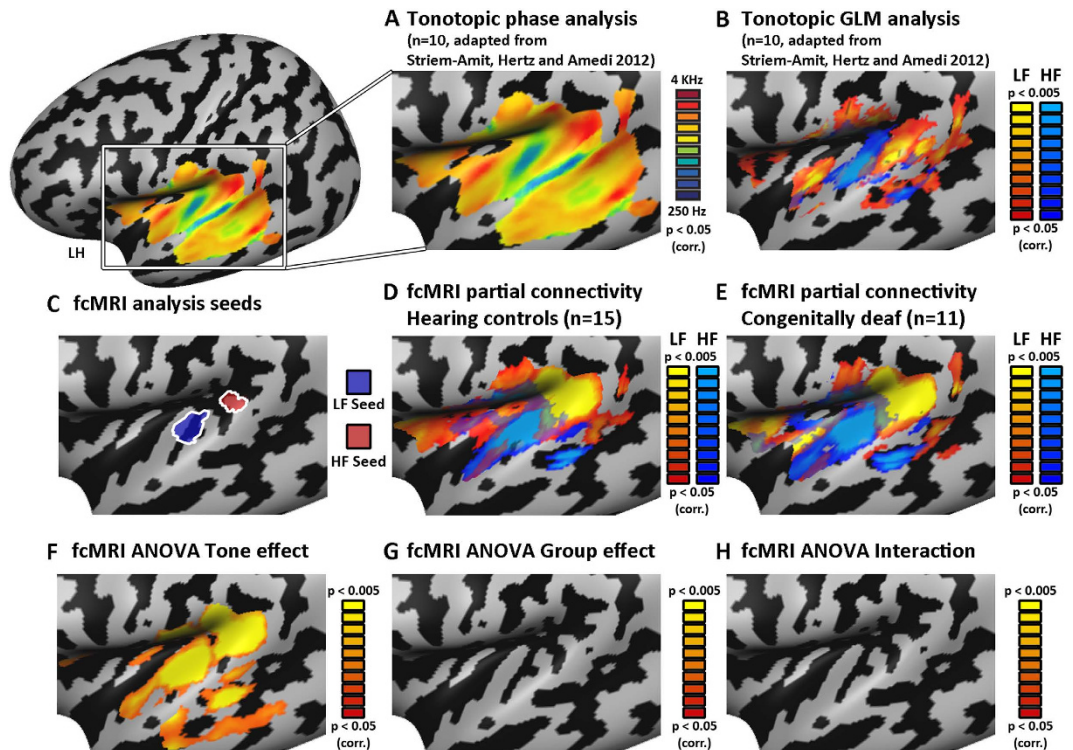 A Tonotopic phase analysis
(n=10, adapted from
Striem-Amit, Hertz and Amedi 2012)
4 KHz
250 Hz
p < 0.05
(corr.)
LH
B Tonotopic GLM analysis
(n=10, adapted from
Striem-Amit, Hertz and Amedi 2012)
LF HF
p < 0.005
p < 0.05
(corr.)
C fcMRI analysis seeds
LF Seed
HF Seed
D fcMRI partial connectivity
Hearing controls (n=15)
LF HF
p < 0.005
p < 0.05
(corr.)
E fcMRI partial connectivity
Congenitally deaf (n=11)
LF HF
p < 0.005
p < 0.05
(corr.)
F fcMRI ANOVA Tone effect
p < 0.005
p < 0.05
(corr.)
G fcMRI ANOVA Group effect
p < 0.005
p < 0.05
(corr.)
H fcMRI ANOVA Interaction
p < 0.005
p < 0.05
(corr.)